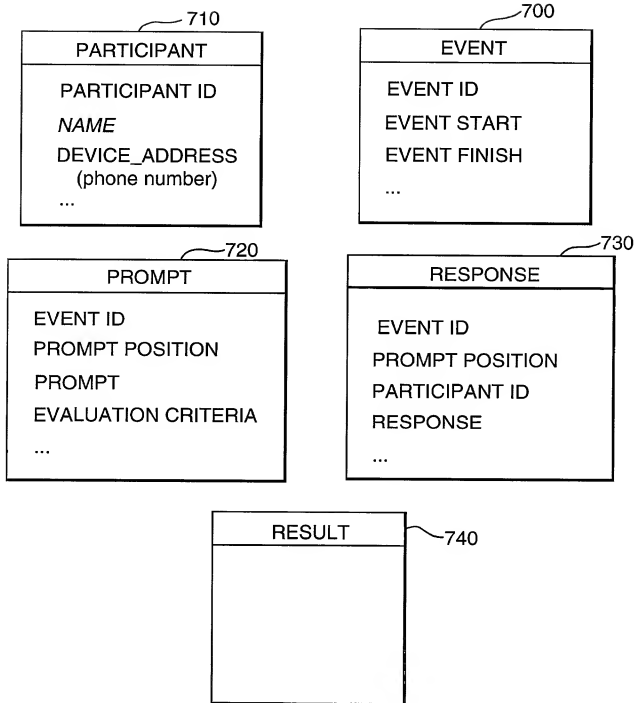 710
PARTICIPANT
PARTICIPANT ID
NAME
DEVICE_ADDRESS
(phone number)
...
700
EVENT
EVENT ID
EVENT START
EVENT FINISH
...
720
PROMPT
EVENT ID
PROMPT POSITION
PROMPT
EVALUATION CRITERIA
...
730
RESPONSE
EVENT ID
PROMPT POSITION
PARTICIPANT ID
RESPONSE
...
RESULT
740